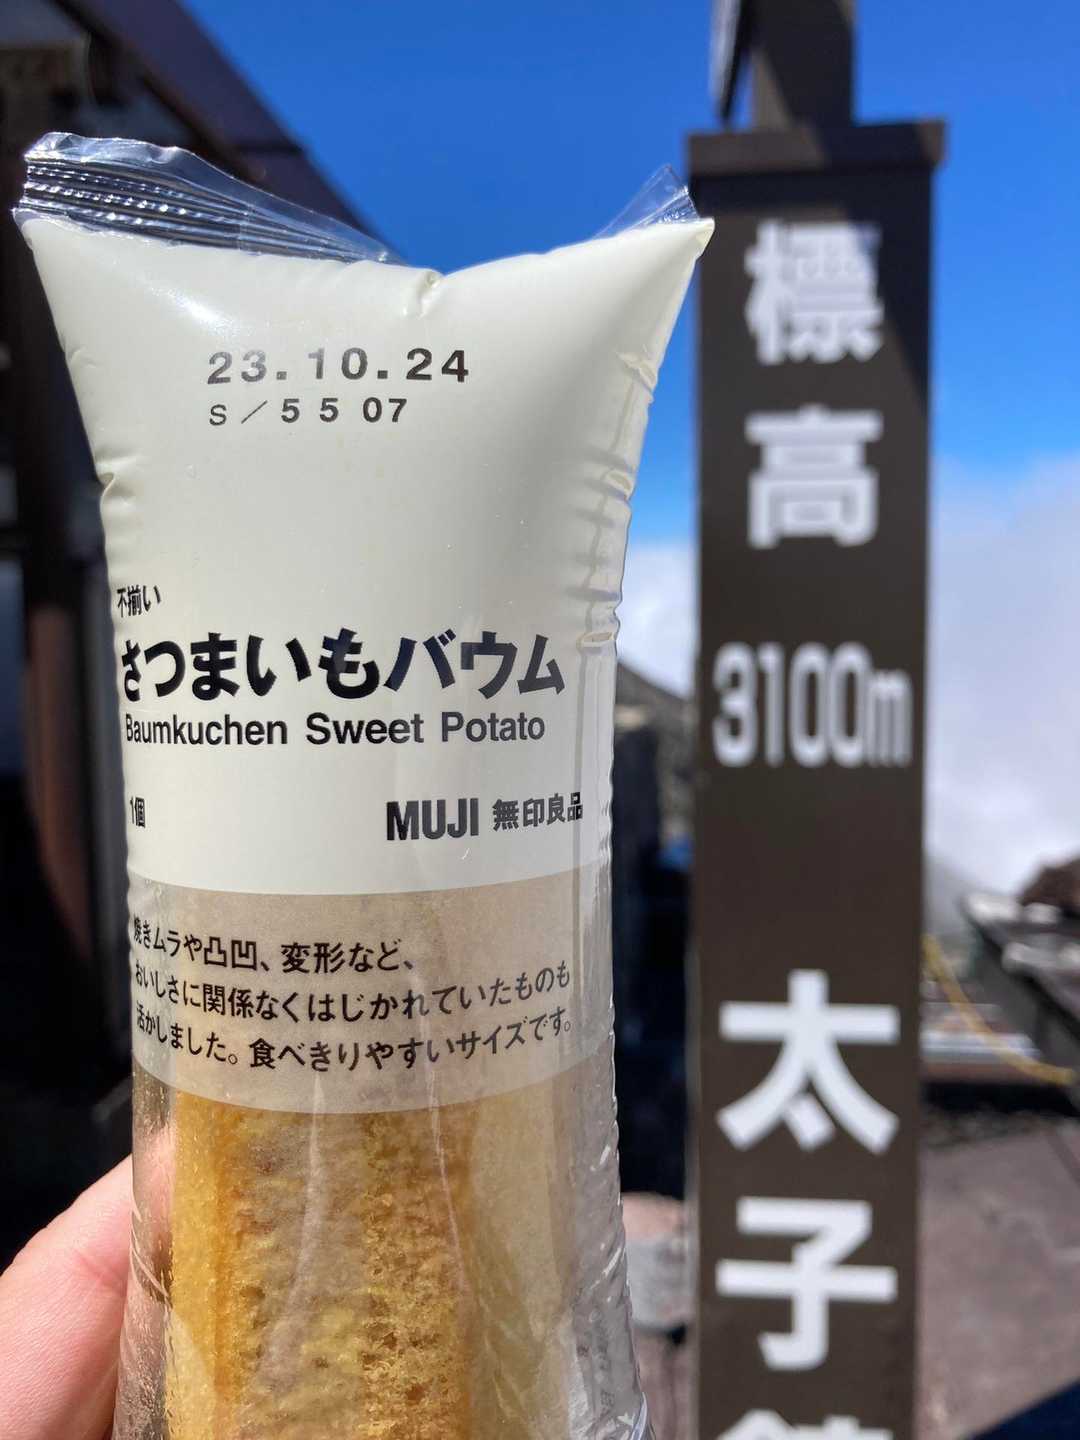 23.10.24
S／55 07
不揃い
さつまいもバウム
Baumkuchen Sweet Potato
1個
MUJI 無印良品
焼きムラや凸凹、変形など、
おいしさに関係なくはじかれていたものも
活かしました。食べきりやすいサイズです。
標高
3100m
太子館